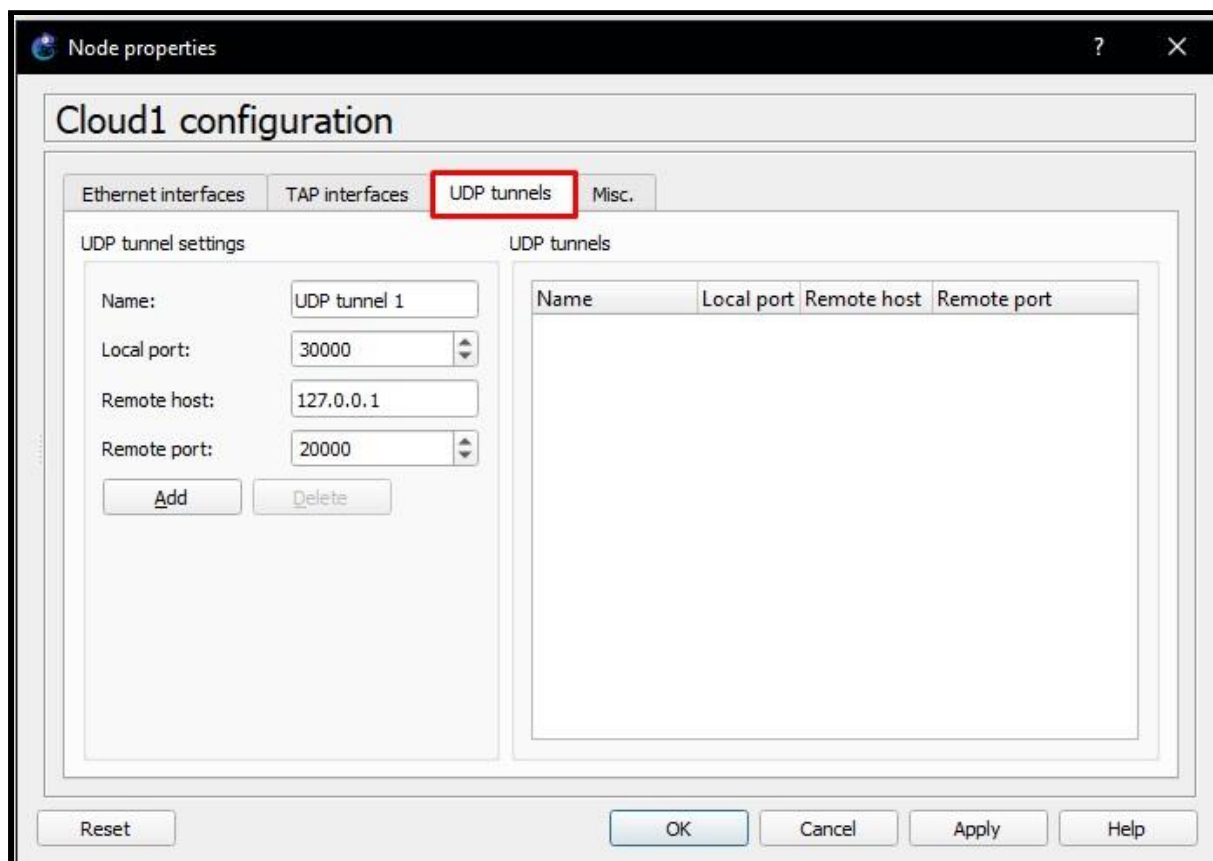 Node properties ? ✕
Cloud1 configuration
Ethernet interfaces TAP interfaces UDP tunnels Misc.
UDP tunnel settings
Name: UDP tunnel 1
Local port: 30000
Remote host: 127.0.0.1
Remote port: 20000
Add Delete
UDP tunnels
Name Local port Remote host Remote port
Reset OK Cancel Apply Help